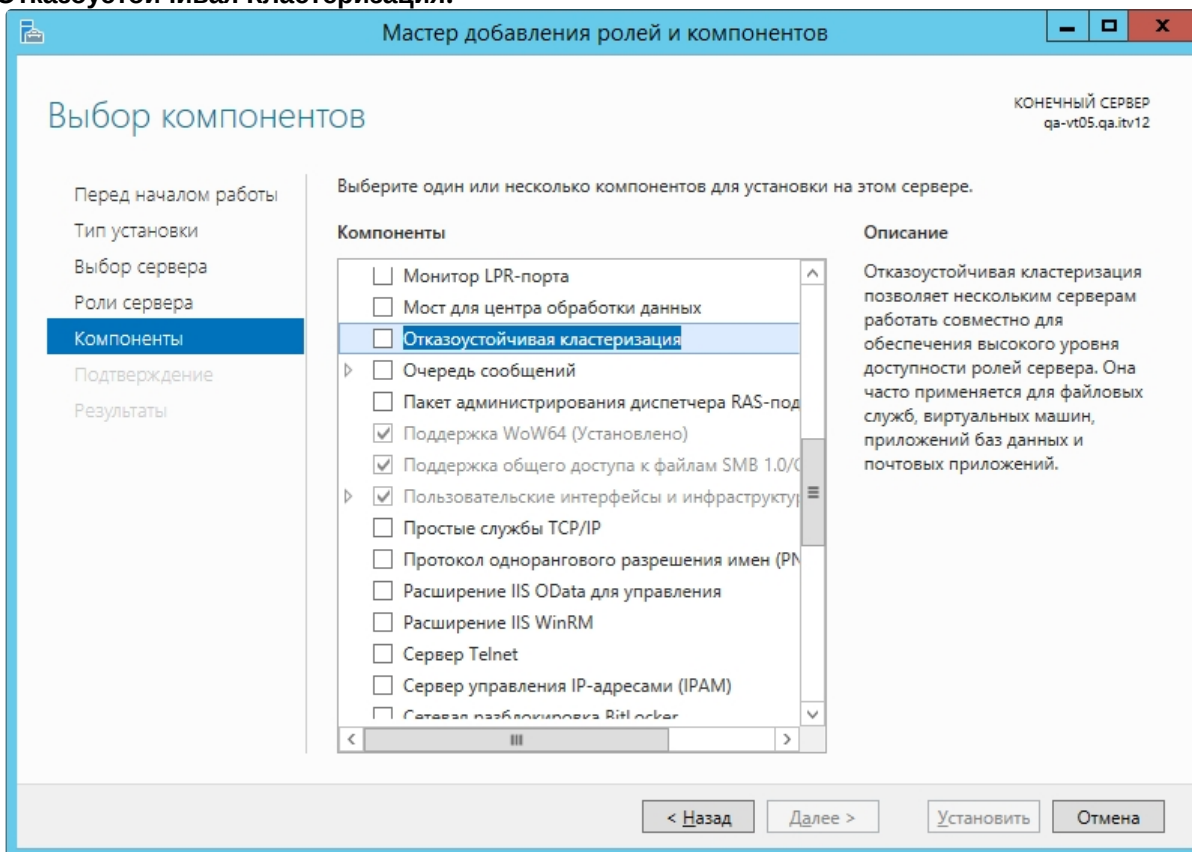 Отказоустойчивая кластеризация.
Мастер добавления ролей и компонентов
Выбор компонентов
КОНЕЧНЫЙ СЕРВЕР
qa-vt05.qa.itv12
Перед началом работы
Тип установки
Выбор сервера
Роли сервера
Компоненты
Подтверждение
Результаты
Выберите один или несколько компонентов для установки на этом сервере.
Компоненты
Монитор LPR-порта
Мост для центра обработки данных
Отказоустойчивая кластеризация
Очередь сообщений
Пакет администрирования диспетчера RAS-под
Поддержка WoW64 (Установлено)
Поддержка общего доступа к файлам SMB 1.0/C
Пользовательские интерфейсы и инфраструктур
Простые службы TCP/IP
Протокол однорангового разрешения имен (PN
Расширение IIS OData для управления
Расширение IIS WinRM
Сервер Telnet
Сервер управления IP-адресами (IPAM)
Сетевая разблокировка BitLocker
Описание
Отказоустойчивая кластеризация
позволяет нескольким серверам
работать совместно для
обеспечения высокого уровня
доступности ролей сервера. Она
часто применяется для файловых
служб, виртуальных машин,
приложений баз данных и
почтовых приложений.
< Назад
Далее >
Установить
Отмена